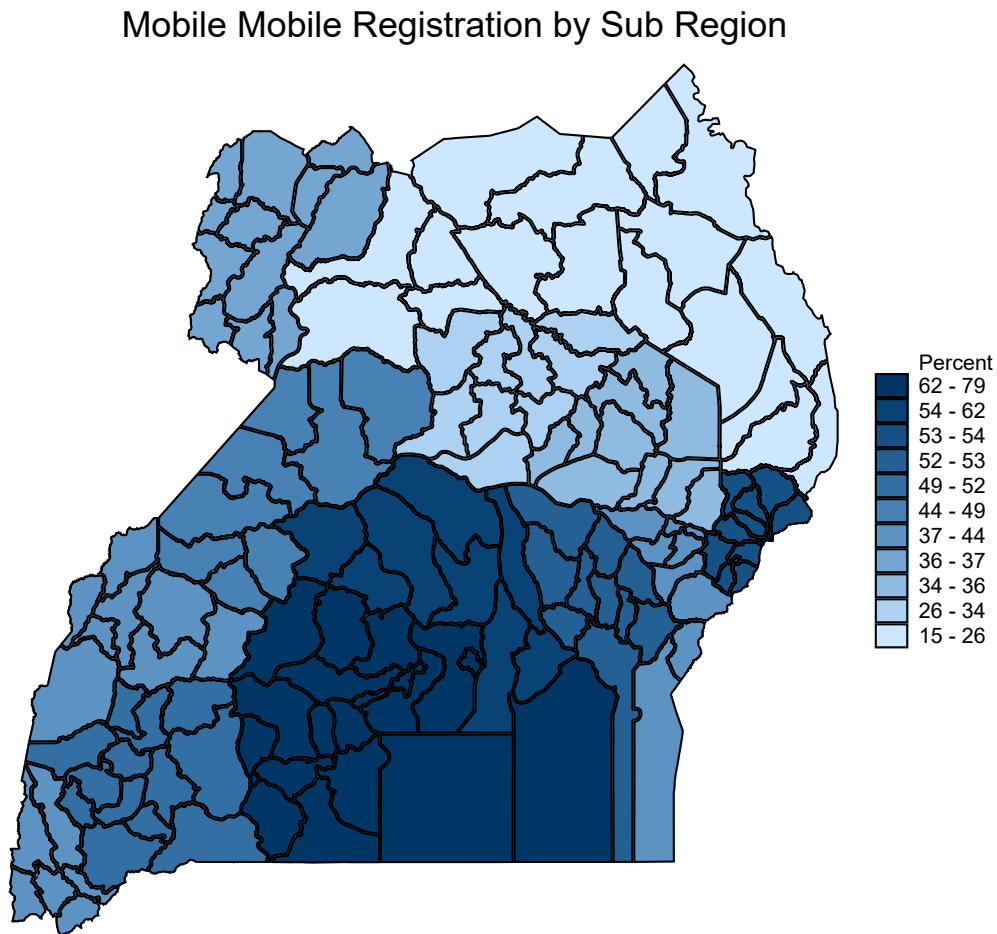 Mobile Mobile Registration by Sub Region
Percent
62 - 79
54 - 62
53 - 54
52 - 53
49 - 52
44 - 49
37 - 44
36 - 37
34 - 36
26 - 34
15 - 26